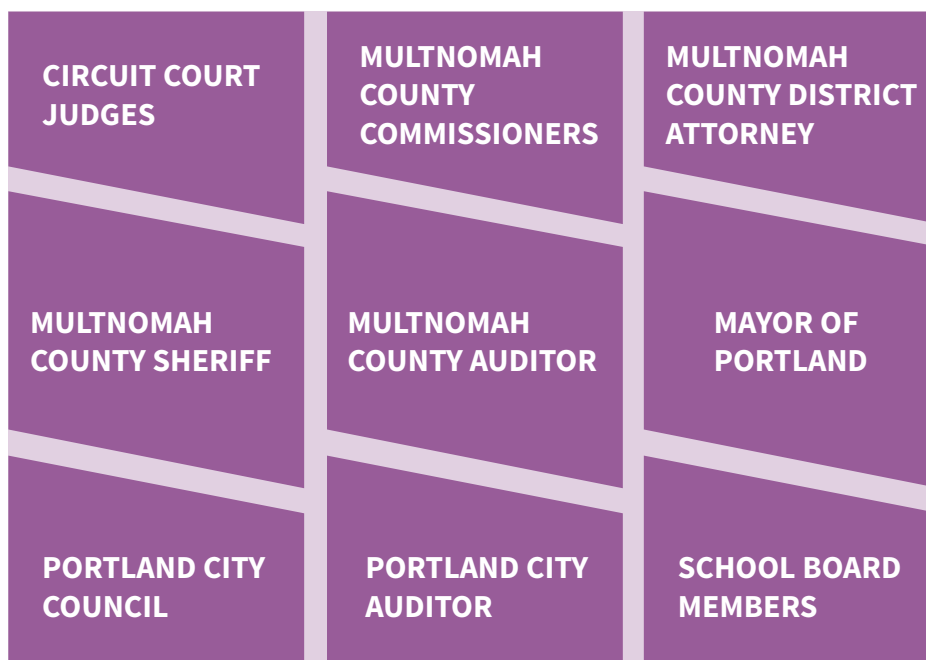 CIRCUIT COURT
JUDGES
MULTNOMAH
COUNTY
COMMISSIONERS
MULTNOMAH
COUNTY DISTRICT
ATTORNEY
MULTNOMAH
COUNTY SHERIFF
MULTNOMAH
COUNTY AUDITOR
MAYOR OF
PORTLAND
PORTLAND CITY
COUNCIL
PORTLAND CITY
AUDITOR
SCHOOL BOARD
MEMBERS